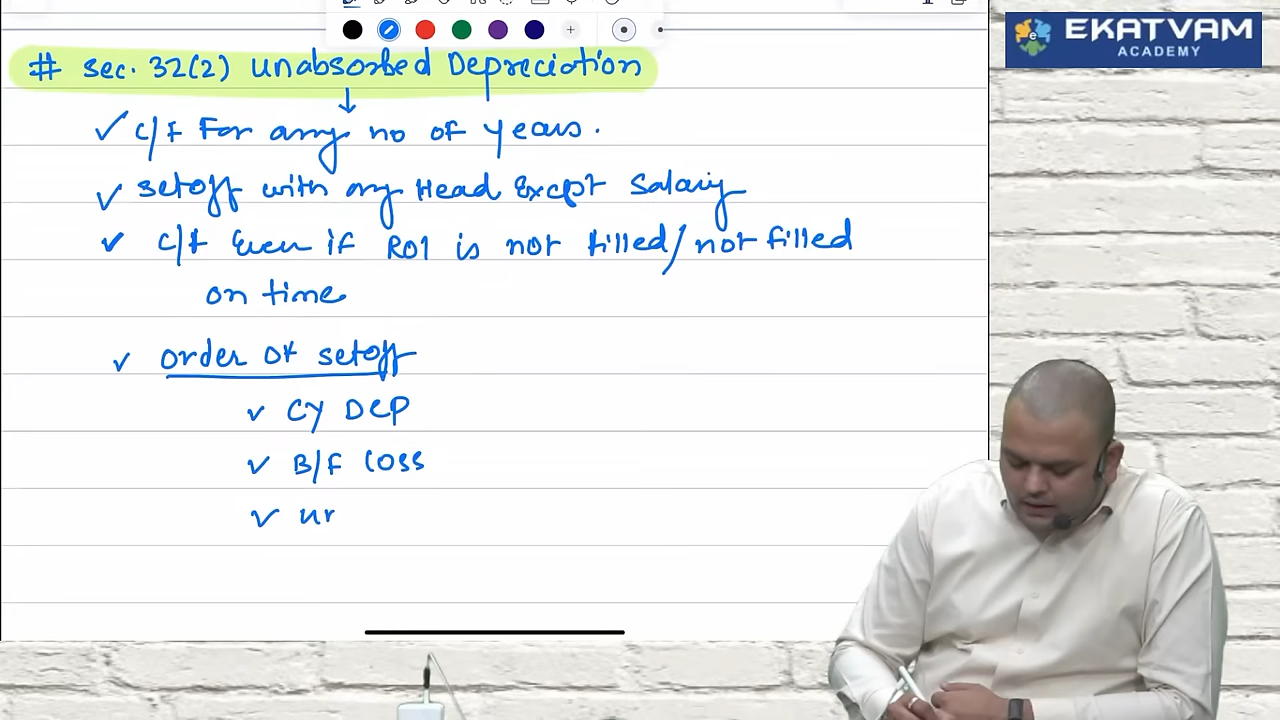 EKATVAM
ACADEMY
# Sec. 32(2) Unabsorbed Depreciation
✓ C/F For any no of years.
✓ Setoff with any Head Except Salary
✓ C/f Even if ROI is not filled/not filled
on time
✓ order of setoff
✓ CY DEP
✓ B/F Loss
✓ un